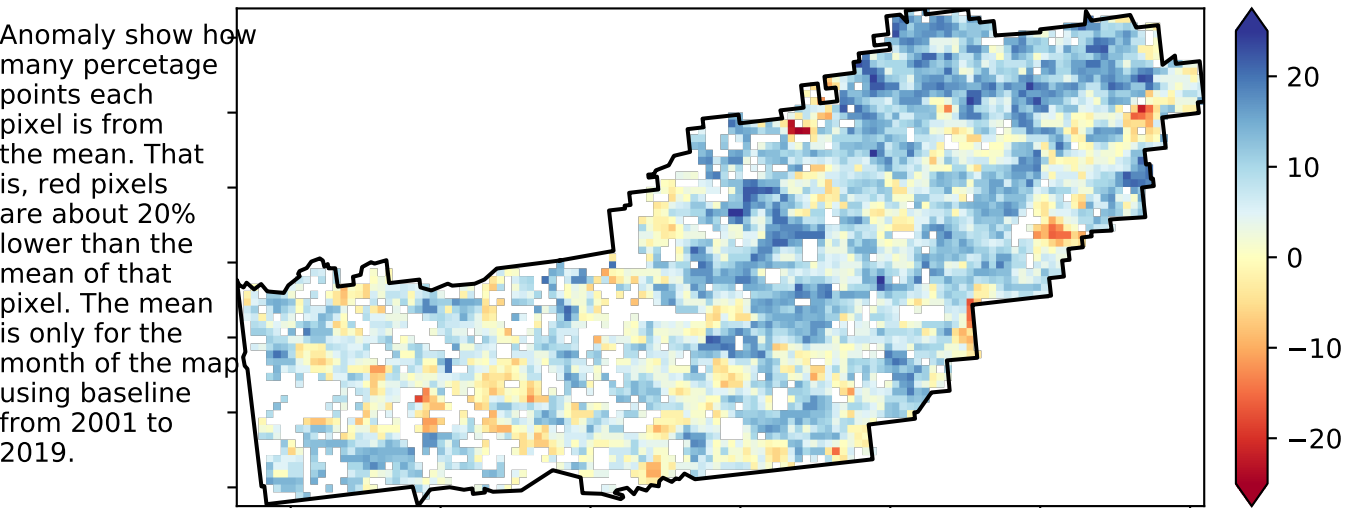 Anomaly show how
many percetage
points each
pixel is from
the mean. That
is, red pixels
are about 20%
lower than the
mean of that
pixel. The mean
is only for the
month of the map
using baseline
from 2001 to
2019.
20
10
0
−10
−20